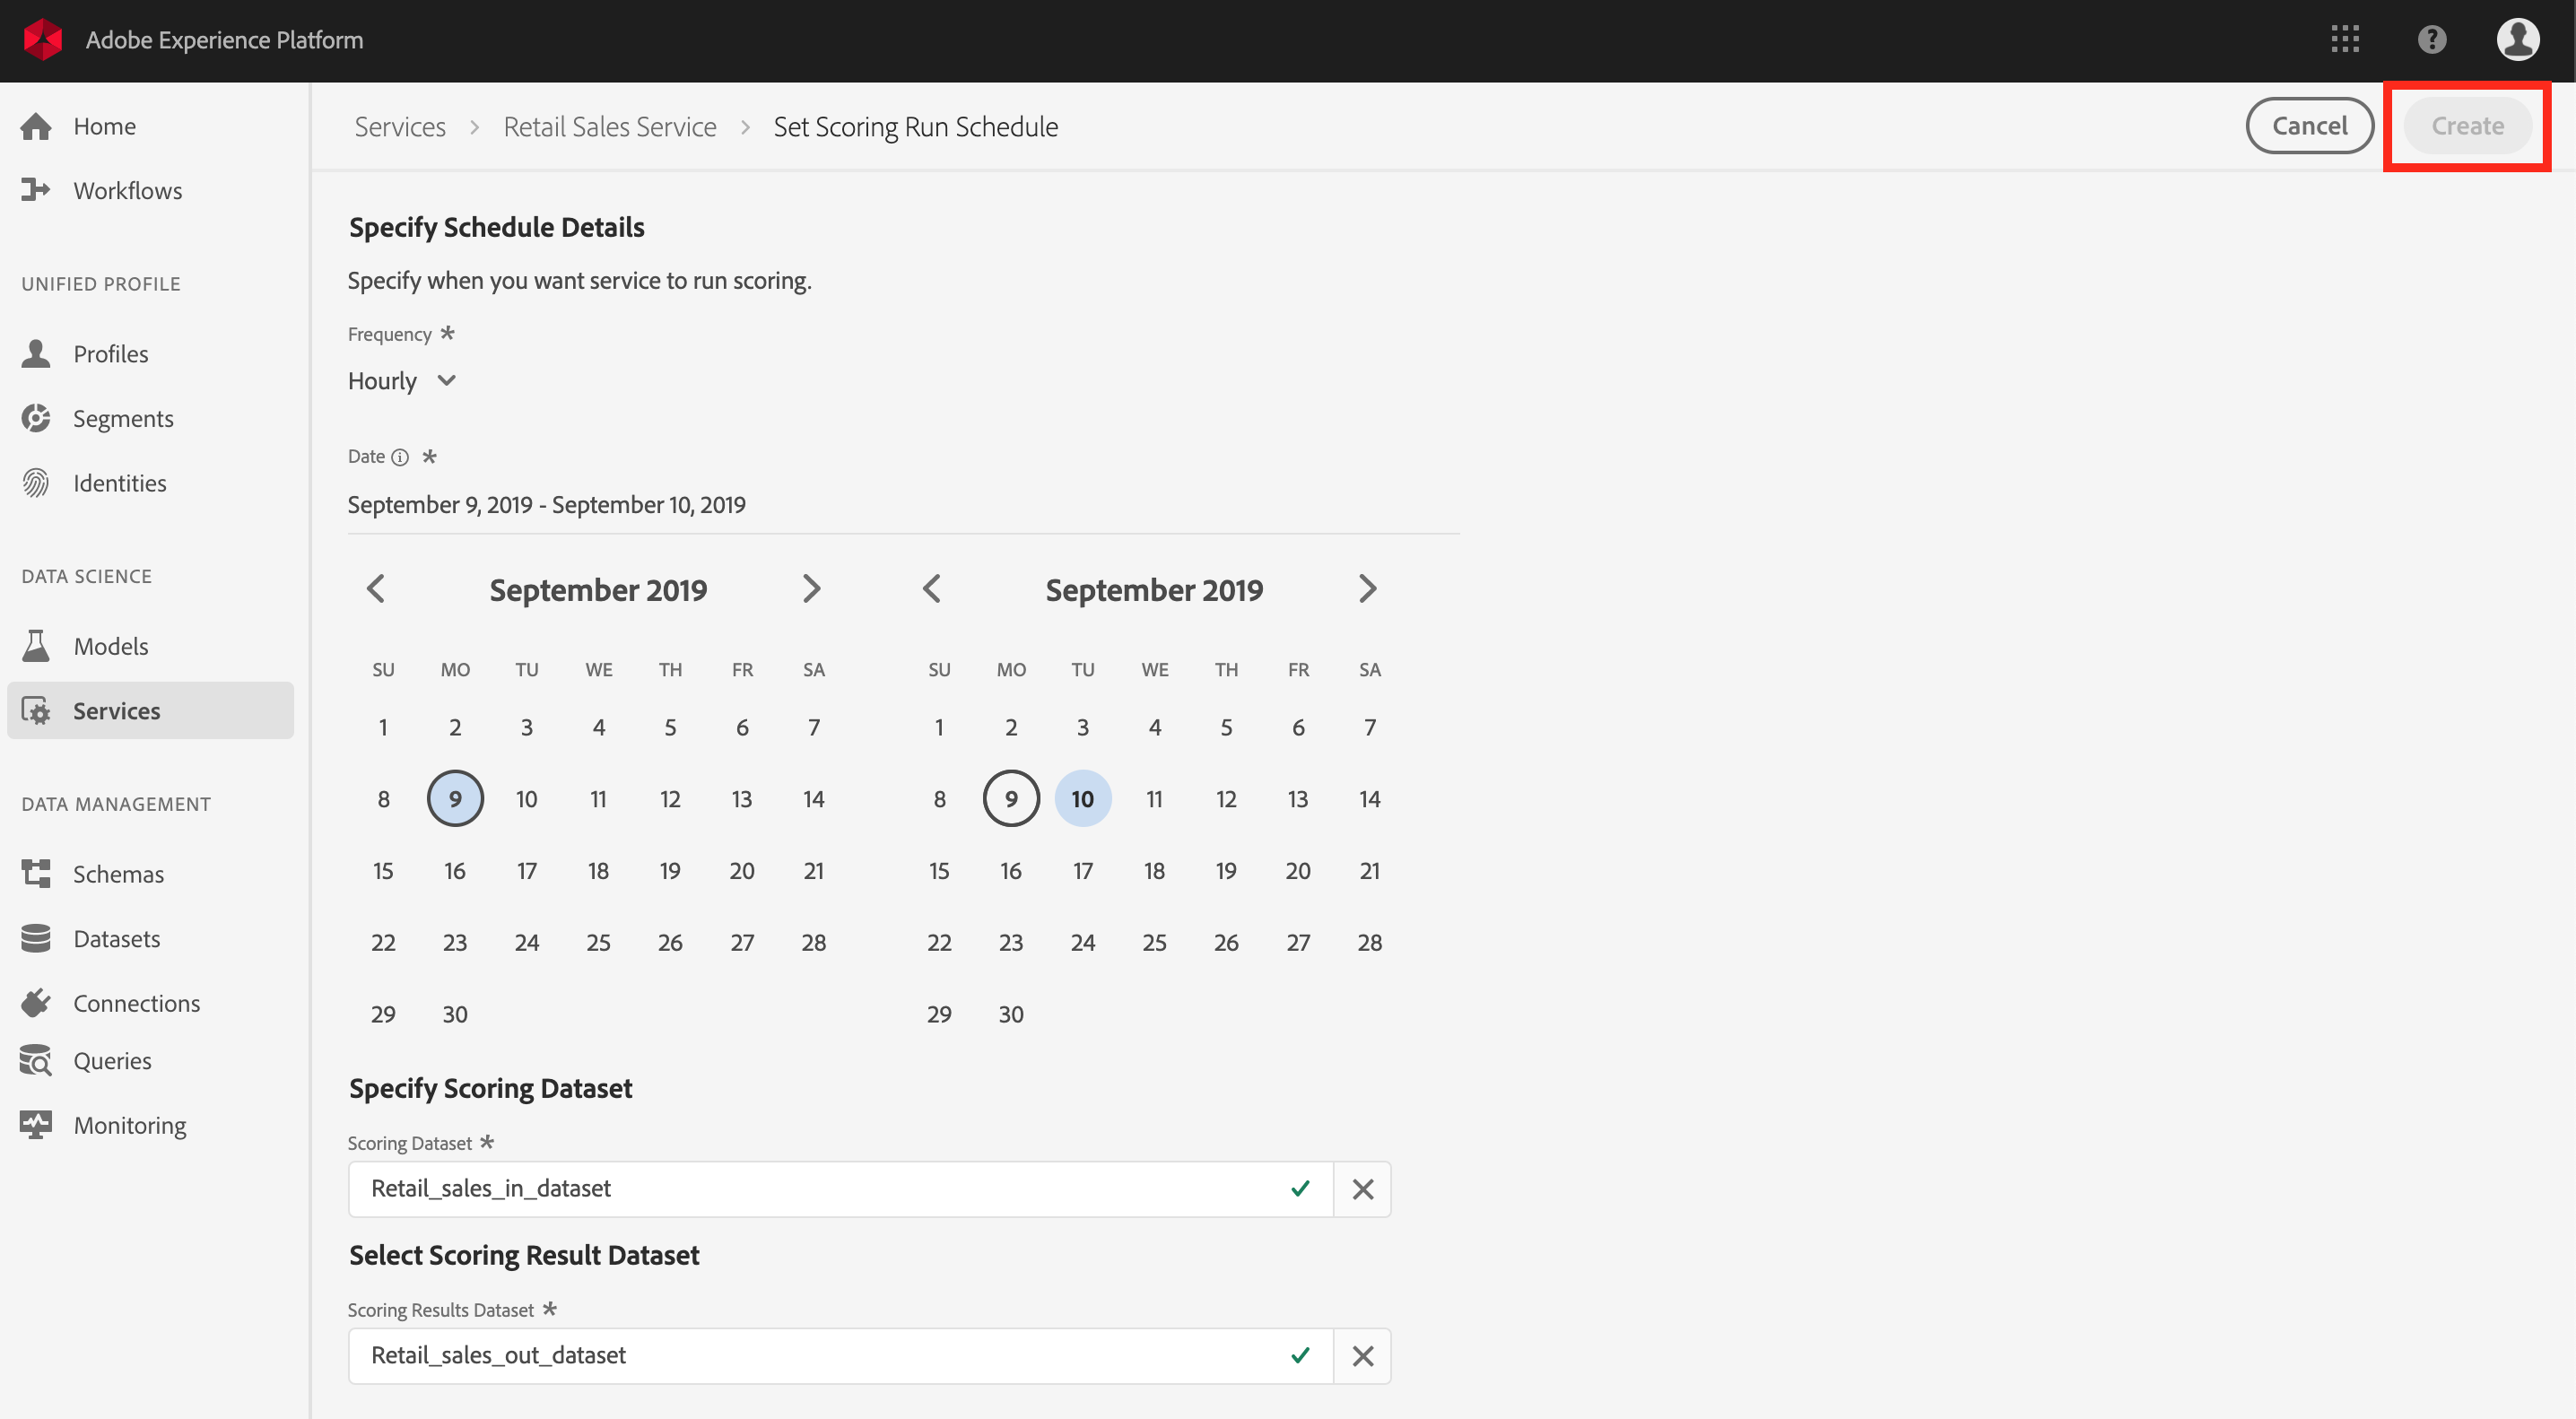 Adobe Experience Platform
?
Home
Workflows
UNIFIED PROFILE
Profiles
Segments
Identities
DATA SCIENCE
Models
Services
DATA MANAGEMENT
Schemas
Datasets
Connections
Queries
Monitoring
Services > Retail Sales Service > Set Scoring Run Schedule
Cancel
Create
Specify Schedule Details
Specify when you want service to run scoring.
Frequency *
Hourly
Date ⓘ *
September 9, 2019 - September 10, 2019
September 2019
SU MO TU WE TH FR SA
1 2 3 4 5 6 7
8 9 10 11 12 13 14
15 16 17 18 19 20 21
22 23 24 25 26 27 28
29 30
September 2019
SU MO TU WE TH FR SA
1 2 3 4 5 6 7
8 9 10 11 12 13 14
15 16 17 18 19 20 21
22 23 24 25 26 27 28
29 30
Specify Scoring Dataset
Scoring Dataset *
Retail_sales_in_dataset
Select Scoring Result Dataset
Scoring Results Dataset *
Retail_sales_out_dataset